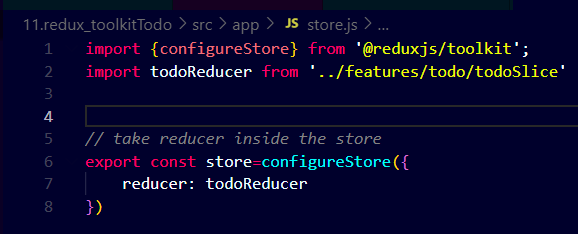 11.redux_toolkitTodo > src > app > JS store.js > ...
1 import {configureStore} from '@reduxjs/toolkit';
2 import todoReducer from '../features/todo/todoSlice'
3
4
5 // take reducer inside the store
6 export const store=configureStore({
7 reducer: todoReducer
8 })